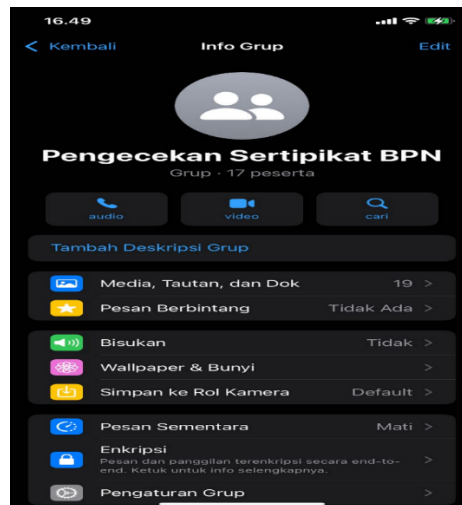 16.49
Kembali
Info Grup
Edit
Pengecekan Sertipikat BPN
Grup · 17 peserta
audio
video
cari
Tambah Deskripsi Grup
Media, Tautan, dan Dok
19 >
Pesan Berbintang
Tidak Ada >
Bisukan
Tidak >
Wallpaper & Bunyi
>
Simpan ke Rol Kamera
Default >
Pesan Sementara
Mati >
Enkripsi
Pesan dan panggilan terenkripsi secara end-to-
end. Ketuk untuk info selengkapnya.
>
Pengaturan Grup
>